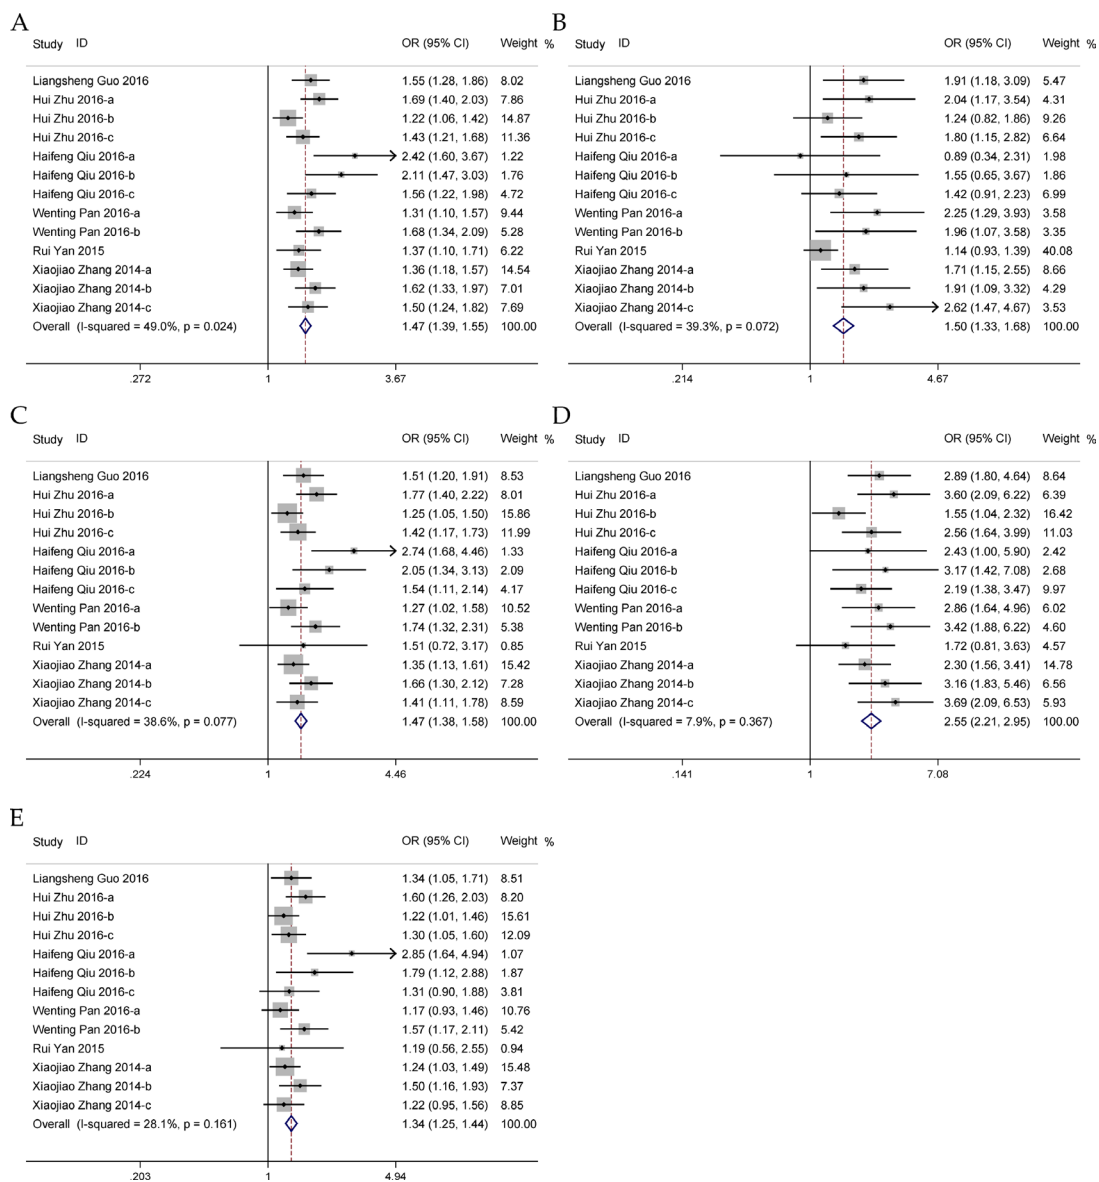 A
Study ID OR (95% CI) Weight %
Liangsheng Guo 2016 1.55 (1.28, 1.86) 8.02
Hui Zhu 2016-a 1.69 (1.40, 2.03) 7.86
Hui Zhu 2016-b 1.22 (1.06, 1.42) 14.87
Hui Zhu 2016-c 1.43 (1.21, 1.68) 11.36
Haifeng Qiu 2016-a 2.42 (1.60, 3.67) 1.22
Haifeng Qiu 2016-b 2.11 (1.47, 3.03) 1.76
Haifeng Qiu 2016-c 1.56 (1.22, 1.98) 4.72
Wenting Pan 2016-a 1.31 (1.10, 1.57) 9.44
Wenting Pan 2016-b 1.68 (1.34, 2.09) 5.28
Rui Yan 2015 1.37 (1.10, 1.71) 6.22
Xiaojiao Zhang 2014-a 1.36 (1.18, 1.57) 14.54
Xiaojiao Zhang 2014-b 1.62 (1.33, 1.97) 7.01
Xiaojiao Zhang 2014-c 1.50 (1.24, 1.82) 7.69
Overall (I-squared = 49.0%, p = 0.024) 1.47 (1.39, 1.55) 100.00
.272 1 3.67
B
Study ID OR (95% CI) Weight %
Liangsheng Guo 2016 1.91 (1.18, 3.09) 5.47
Hui Zhu 2016-a 2.04 (1.17, 3.54) 4.31
Hui Zhu 2016-b 1.24 (0.82, 1.86) 9.26
Hui Zhu 2016-c 1.80 (1.15, 2.82) 6.64
Haifeng Qiu 2016-a 0.89 (0.34, 2.31) 1.98
Haifeng Qiu 2016-b 1.55 (0.65, 3.67) 1.86
Haifeng Qiu 2016-c 1.42 (0.91, 2.23) 6.99
Wenting Pan 2016-a 2.25 (1.29, 3.93) 3.58
Wenting Pan 2016-b 1.96 (1.07, 3.58) 3.35
Rui Yan 2015 1.14 (0.93, 1.39) 40.08
Xiaojiao Zhang 2014-a 1.71 (1.15, 2.55) 8.66
Xiaojiao Zhang 2014-b 1.91 (1.09, 3.32) 4.29
Xiaojiao Zhang 2014-c 2.62 (1.47, 4.67) 3.53
Overall (I-squared = 39.3%, p = 0.072) 1.50 (1.33, 1.68) 100.00
.214 1 4.67
C
Study ID OR (95% CI) Weight %
Liangsheng Guo 2016 1.51 (1.20, 1.91) 8.53
Hui Zhu 2016-a 1.77 (1.40, 2.22) 8.01
Hui Zhu 2016-b 1.25 (1.05, 1.50) 15.86
Hui Zhu 2016-c 1.42 (1.17, 1.73) 11.99
Haifeng Qiu 2016-a 2.74 (1.68, 4.46) 1.33
Haifeng Qiu 2016-b 2.05 (1.34, 3.13) 2.09
Haifeng Qiu 2016-c 1.54 (1.11, 2.14) 4.17
Wenting Pan 2016-a 1.27 (1.02, 1.58) 10.52
Wenting Pan 2016-b 1.74 (1.32, 2.31) 5.38
Rui Yan 2015 1.51 (0.72, 3.17) 0.85
Xiaojiao Zhang 2014-a 1.35 (1.13, 1.61) 15.42
Xiaojiao Zhang 2014-b 1.66 (1.30, 2.12) 7.28
Xiaojiao Zhang 2014-c 1.41 (1.11, 1.78) 8.59
Overall (I-squared = 38.6%, p = 0.077) 1.47 (1.38, 1.58) 100.00
.224 1 4.46
D
Study ID OR (95% CI) Weight %
Liangsheng Guo 2016 2.89 (1.80, 4.64) 8.64
Hui Zhu 2016-a 3.60 (2.09, 6.22) 6.39
Hui Zhu 2016-b 1.55 (1.04, 2.32) 16.42
Hui Zhu 2016-c 2.56 (1.64, 3.99) 11.03
Haifeng Qiu 2016-a 2.43 (1.00, 5.90) 2.42
Haifeng Qiu 2016-b 3.17 (1.42, 7.08) 2.68
Haifeng Qiu 2016-c 2.19 (1.38, 3.47) 9.97
Wenting Pan 2016-a 2.86 (1.64, 4.96) 6.02
Wenting Pan 2016-b 3.42 (1.88, 6.22) 4.60
Rui Yan 2015 1.72 (0.81, 3.63) 4.57
Xiaojiao Zhang 2014-a 2.30 (1.56, 3.41) 14.78
Xiaojiao Zhang 2014-b 3.16 (1.83, 5.46) 6.56
Xiaojiao Zhang 2014-c 3.69 (2.09, 6.53) 5.93
Overall (I-squared = 7.9%, p = 0.367) 2.55 (2.21, 2.95) 100.00
.141 1 7.08
E
Study ID OR (95% CI) Weight %
Liangsheng Guo 2016 1.34 (1.05, 1.71) 8.51
Hui Zhu 2016-a 1.60 (1.26, 2.03) 8.20
Hui Zhu 2016-b 1.22 (1.01, 1.46) 15.61
Hui Zhu 2016-c 1.30 (1.05, 1.60) 12.09
Haifeng Qiu 2016-a 2.85 (1.64, 4.94) 1.07
Haifeng Qiu 2016-b 1.79 (1.12, 2.88) 1.87
Haifeng Qiu 2016-c 1.31 (0.90, 1.88) 3.81
Wenting Pan 2016-a 1.17 (0.93, 1.46) 10.76
Wenting Pan 2016-b 1.57 (1.17, 2.11) 5.42
Rui Yan 2015 1.19 (0.56, 2.55) 0.94
Xiaojiao Zhang 2014-a 1.24 (1.03, 1.49) 15.48
Xiaojiao Zhang 2014-b 1.50 (1.16, 1.93) 7.37
Xiaojiao Zhang 2014-c 1.22 (0.95, 1.56) 8.85
Overall (I-squared = 28.1%, p = 0.161) 1.34 (1.25, 1.44) 100.00
.203 1 4.94